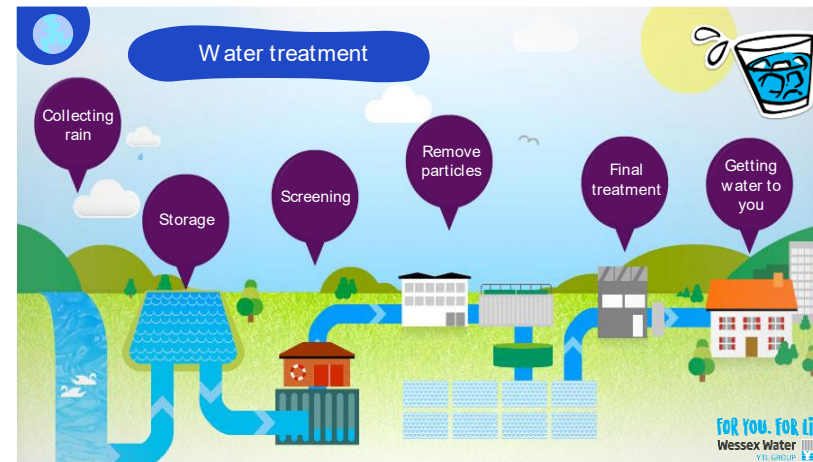 Water treatment
Collecting
rain
Storage
Screening
Remove
particles
Final
treatment
Getting
water to
you
FOR YOU. FOR LI
Wessex Water
YTL GROUP